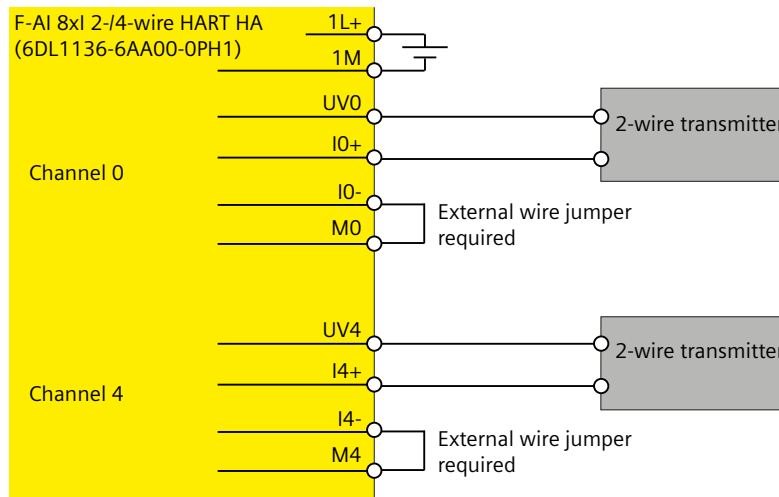 F-AI 8xI 2-/4-wire HART HA
(6DL1136-6AA00-0PH1)
1L+
1M
UV0
2-wire transmitter
I0+
Channel 0
I0-
External wire jumper
required
M0
UV4
2-wire transmitter
I4+
Channel 4
I4-
External wire jumper
required
M4